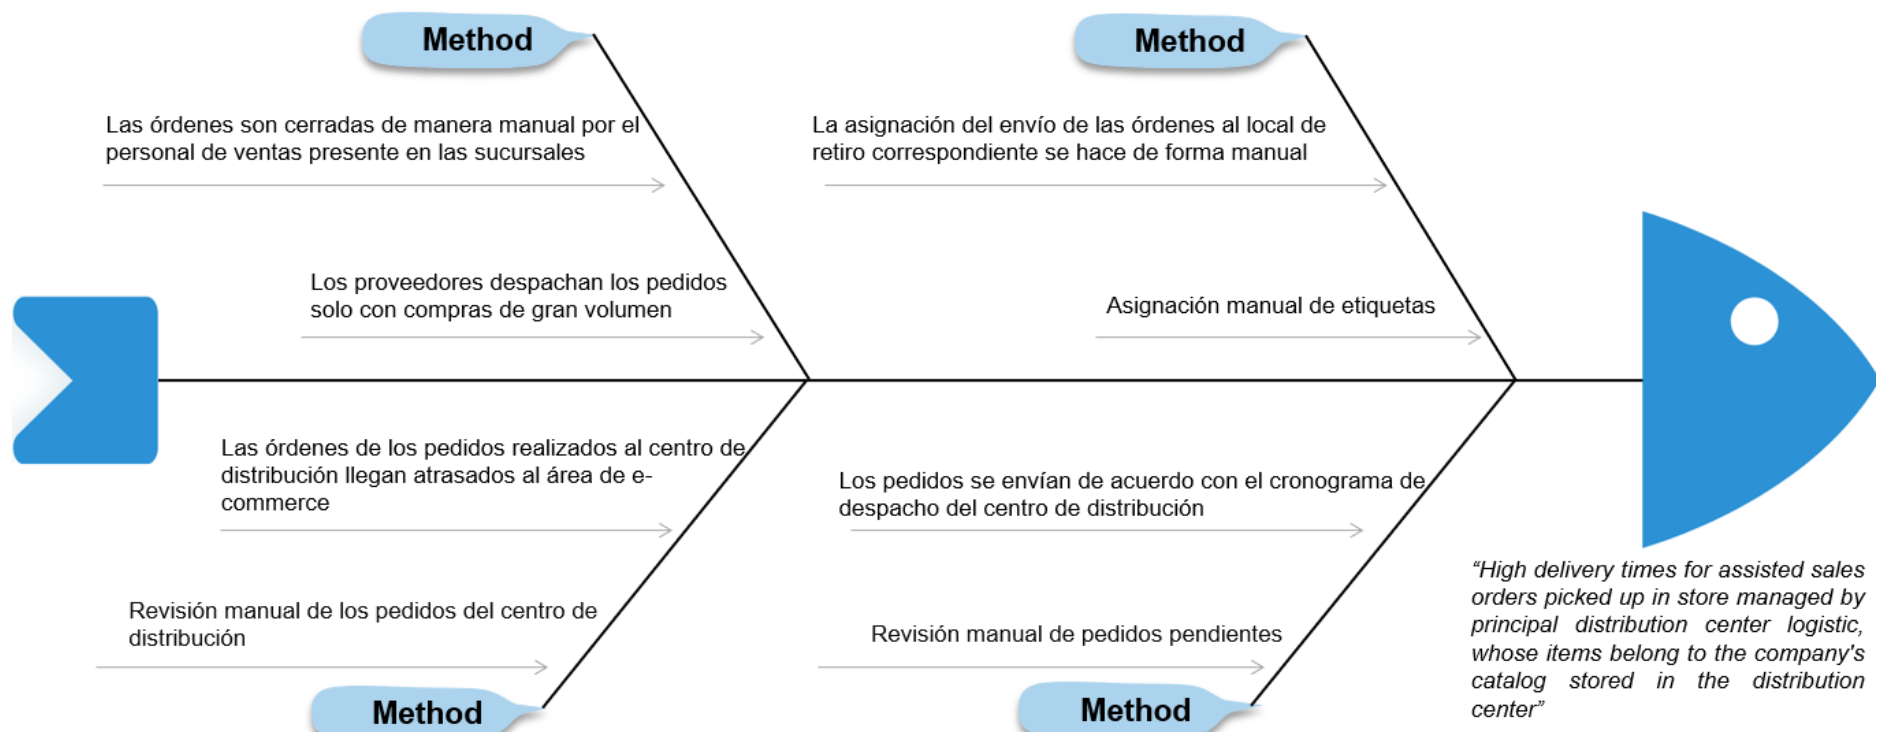 Method
Method
Las órdenes son cerradas de manera manual por el
personal de ventas presente en las sucursales
La asignación del envío de las órdenes al local de
retiro correspondiente se hace de forma manual
Los proveedores despachan los pedidos
solo con compras de gran volumen
Asignación manual de etiquetas
Las órdenes de los pedidos realizados al centro de
distribución llegan atrasados al área de e-
commerce
Los pedidos se envían de acuerdo con el cronograma de
despacho del centro de distribución
Revisión manual de los pedidos del centro de
distribución
Revisión manual de pedidos pendientes
Method
Method
“High delivery times for assisted sales
orders picked up in store managed by
principal distribution center logistic,
whose items belong to the company's
catalog stored in the distribution
center”